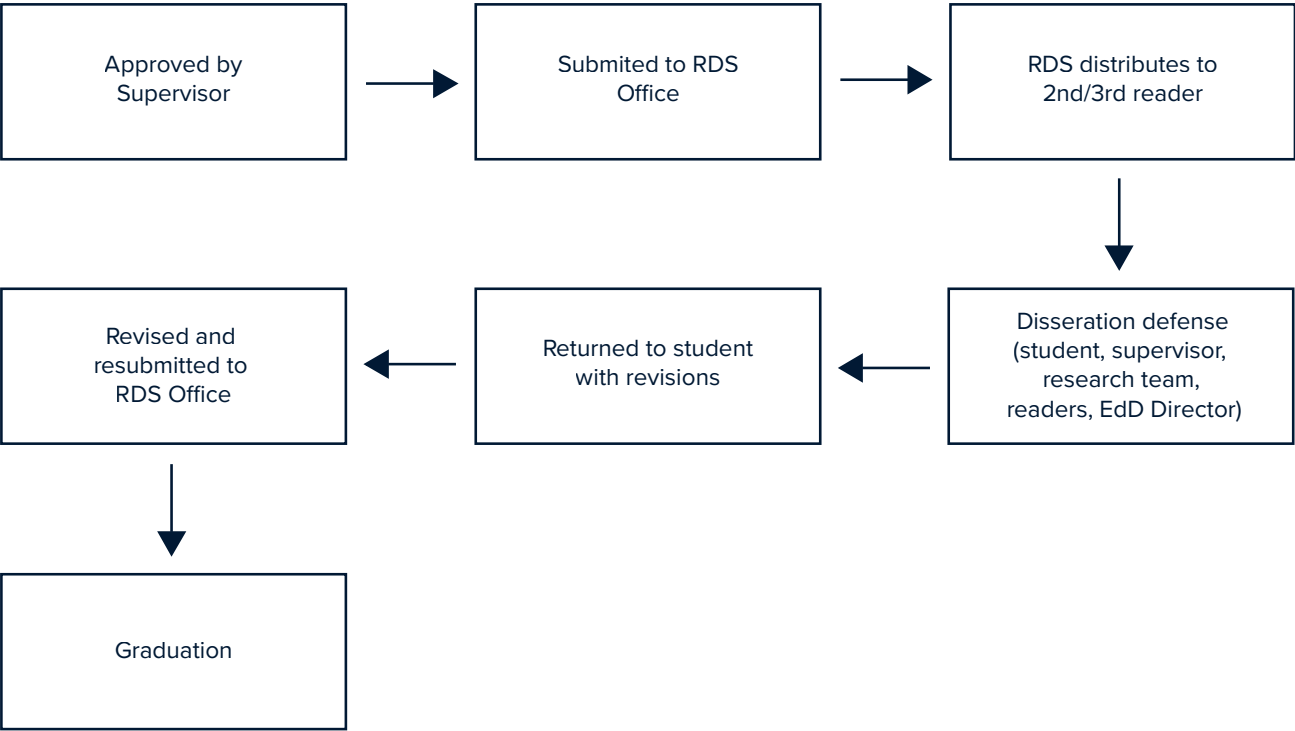 Approved by
Supervisor
Submited to RDS
Office
RDS distributes to
2nd/3rd reader
Disseration defense
(student, supervisor,
research team,
readers, EdD Director)
Returned to student
with revisions
Revised and
resubmitted to
RDS Office
Graduation